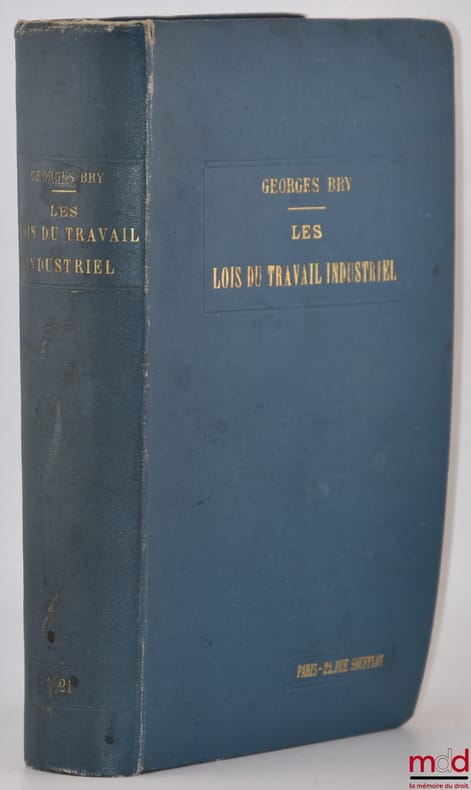 GEORGES BRY
LES
LOIS DU TRAVAIL
INDUSTRIEL
21
GEORGES BRY
LES
LOIS DU TRAVAIL INDUSTRIEL
PARIS-22, RUE SOUFFLOT
mdd
la mémoire du droit.